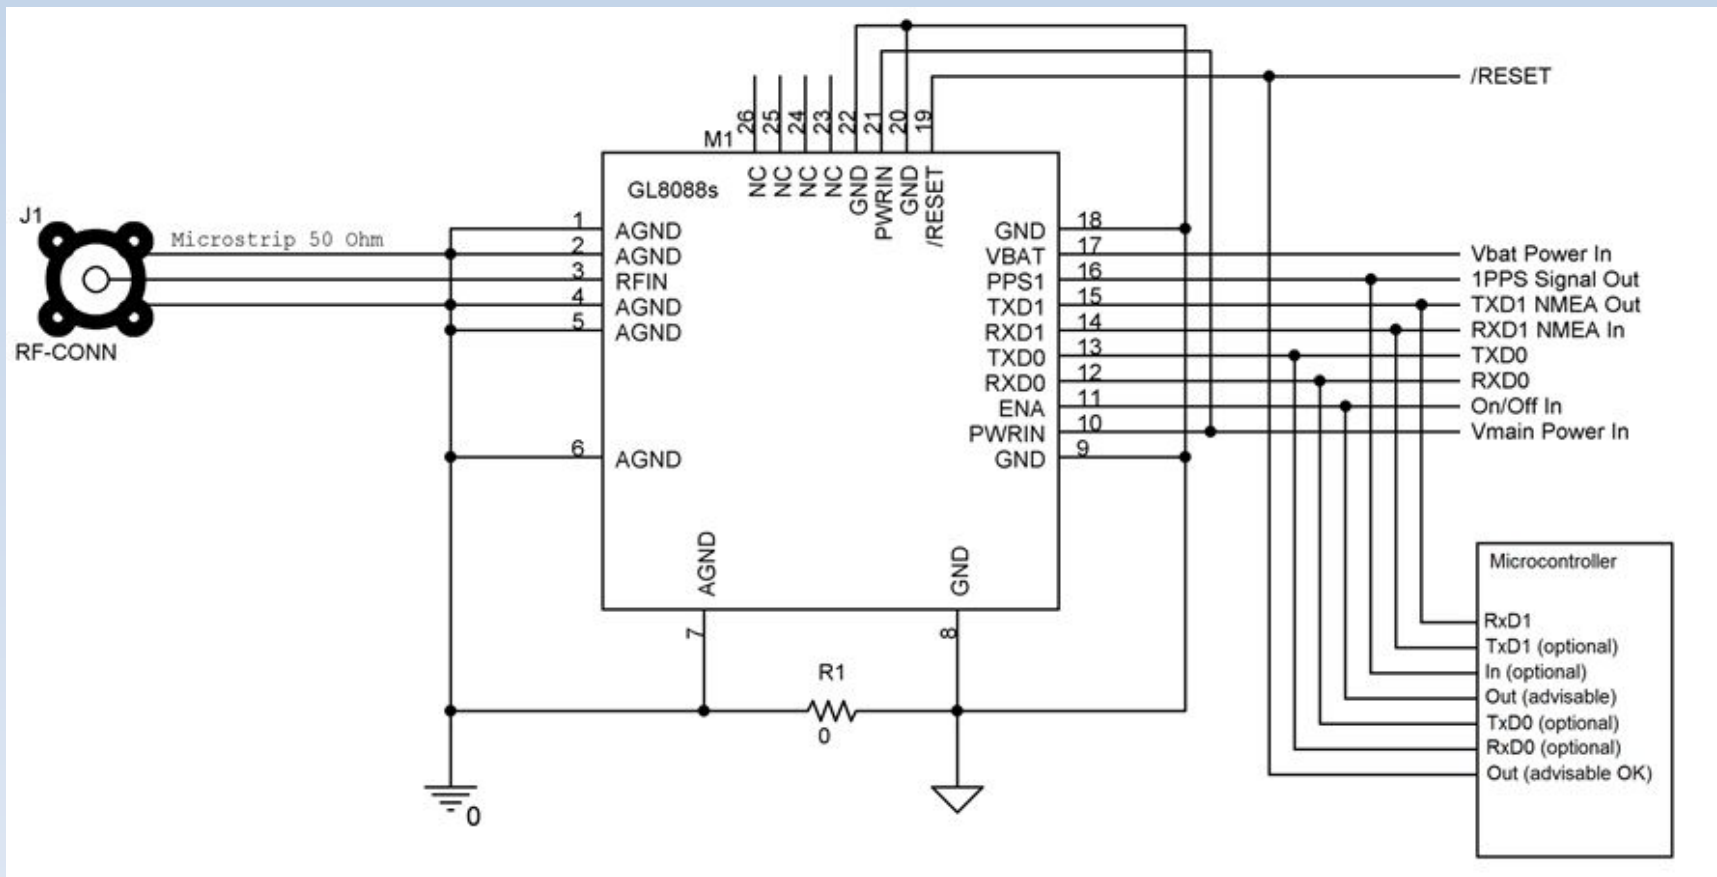 /RESET
26
25
24
23
22
21
20
19
M1
GL8088s
NC
NC
NC
NC
GND
PWRIN
GND
/RESET
J1
Microstrip 50 Ohm
RF-CONN
1 AGND
2 AGND
3 RFIN
4 AGND
5 AGND
6 AGND
GND 18
VBAT 17 Vbat Power In
PPS1 16 1PPS Signal Out
TXD1 15 TXD1 NMEA Out
RXD1 14 RXD1 NMEA In
TXD0 13 TXD0
RXD0 12 RXD0
ENA 11 On/Off In
PWRIN 10 Vmain Power In
GND 9
AGND
GND
7
8
R1
0
0
Microcontroller
RxD1
TxD1 (optional)
In (optional)
Out (advisable)
TxD0 (optional)
RxD0 (optional)
Out (advisable OK)